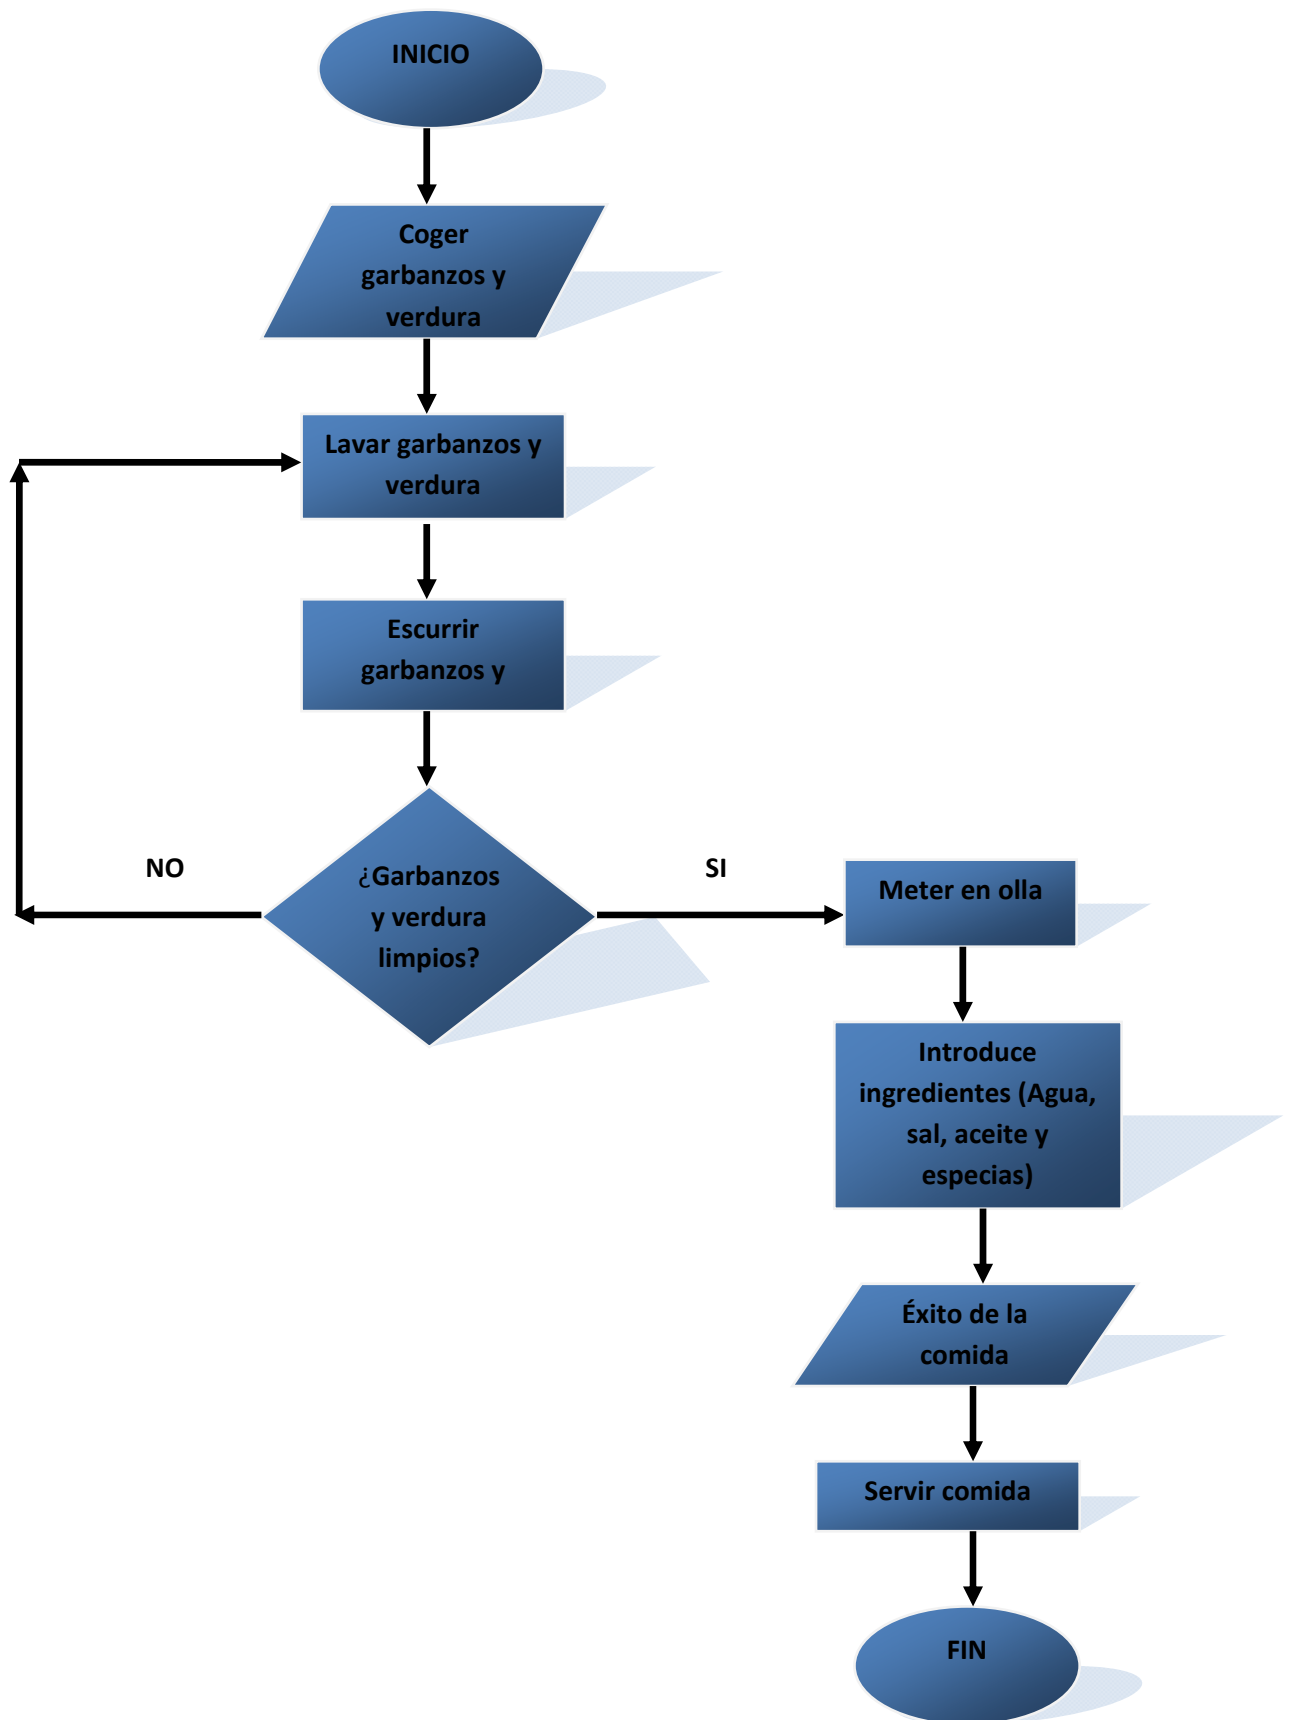 INICIO
Coger
garbanzos y
verdura
Lavar garbanzos y
verdura
Escurrir
garbanzos y
¿Garbanzos
y verdura
limpios?
NO
SI
Meter en olla
Introduce
ingredientes (Agua,
sal, aceite y
especias)
Éxito de la
comida
Servir comida
FIN